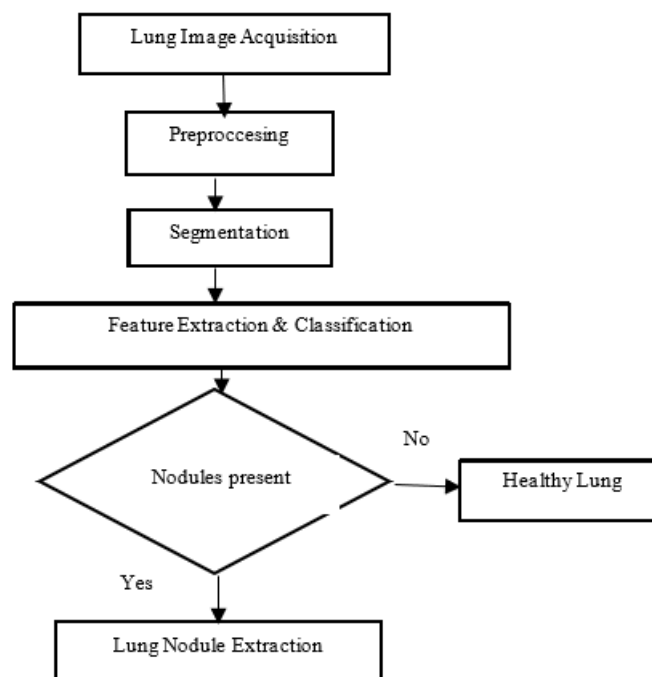 Lung Image Acquisition
Preproccesing
Segmentation
Feature Extraction & Classification
No
Nodules present
Healthy Lung
Yes
Lung Nodule Extraction